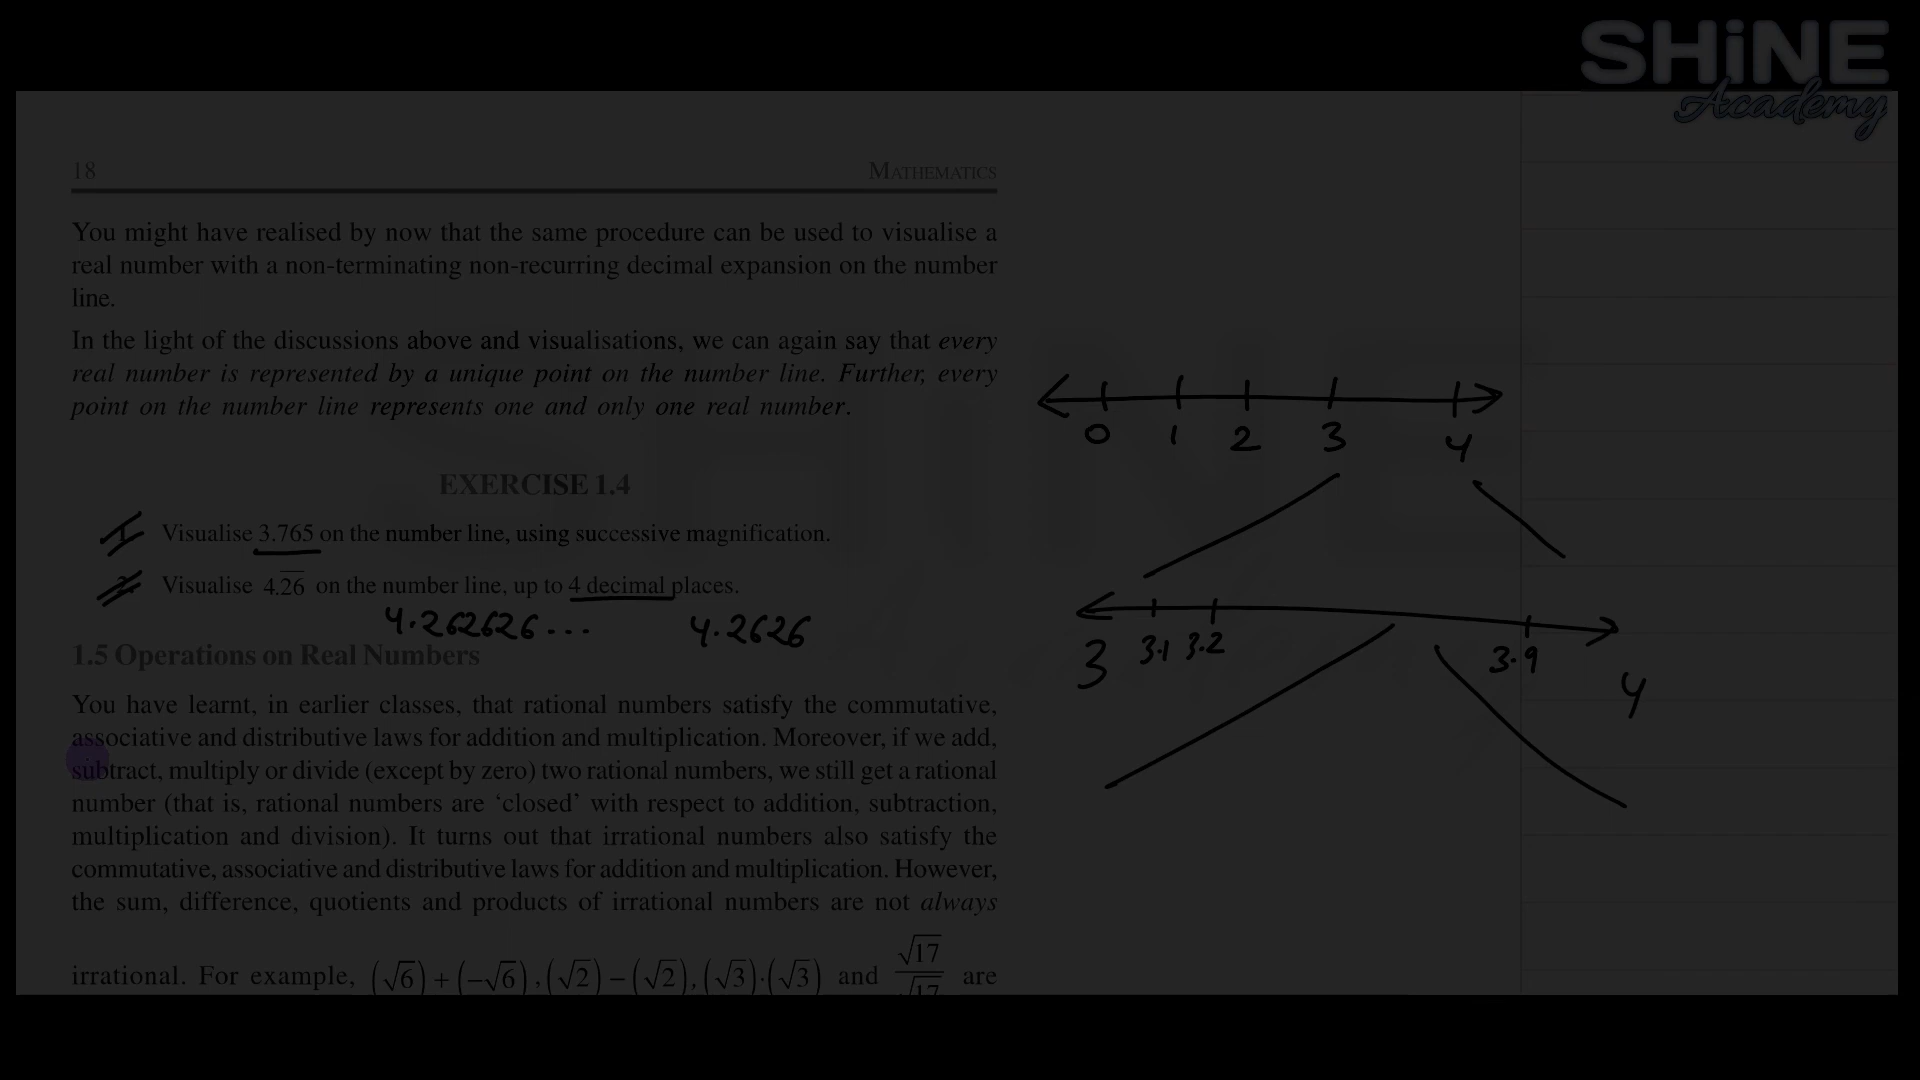 SHiNE
Academy
18 MATHEMATICS
You might have realised by now that the same procedure can be used to visualise a
real number with a non-terminating non-recurring decimal expansion on the number
line.
In the light of the discussions above and visualisations, we can again say that every
real number is represented by a unique point on the number line. Further, every
point on the number line represents one and only one real number.
EXERCISE 1.4
1. Visualise 3.765 on the number line, using successive magnification.
2. Visualise 4.2̅6̅ on the number line, up to 4 decimal places.
4.262626... 4.2626
1.5 Operations on Real Numbers
You have learnt, in earlier classes, that rational numbers satisfy the commutative,
associative and distributive laws for addition and multiplication. Moreover, if we add,
subtract, multiply or divide (except by zero) two rational numbers, we still get a rational
number (that is, rational numbers are ‘closed’ with respect to addition, subtraction,
multiplication and division). It turns out that irrational numbers also satisfy the
commutative, associative and distributive laws for addition and multiplication. However,
the sum, difference, quotients and products of irrational numbers are not always
irrational. For example, (√6) + (−√6), (√2) − (√2), (√3)·(√3) and √17/√17 are
0 1 2 3 4
3 3.1 3.2 3.9 4